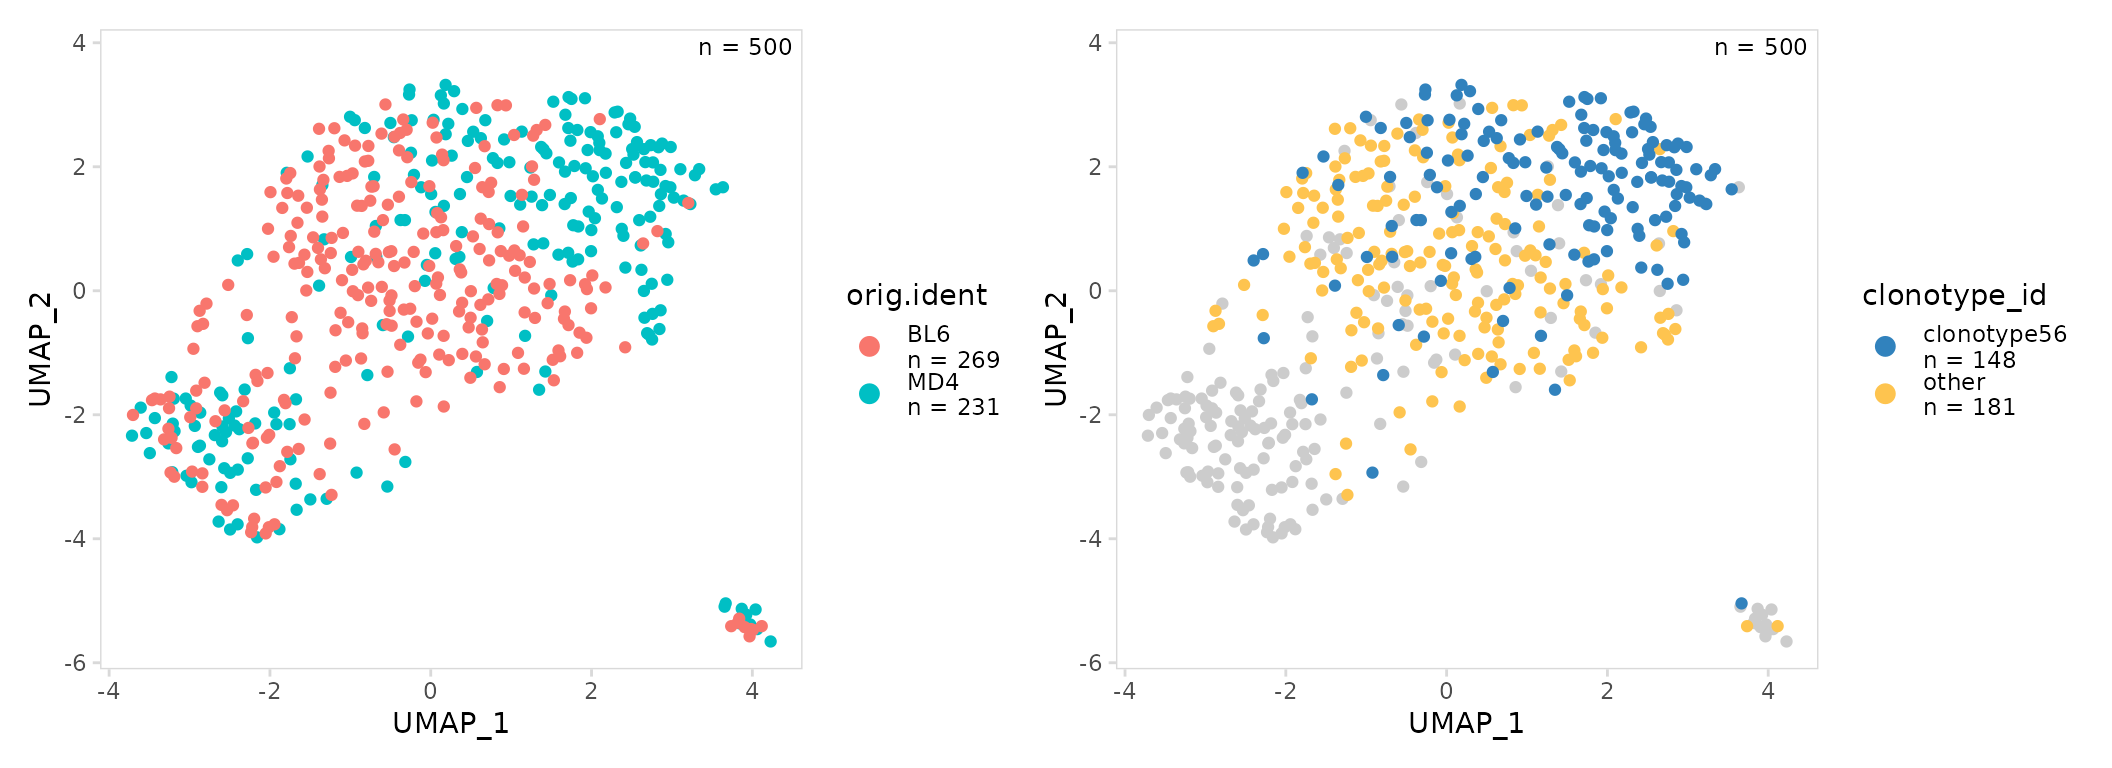 n = 500
4
2
0
-2
-4
-6
UMAP_2
-4
-2
0
2
4
UMAP_1
orig.ident
BL6
n = 269
MD4
n = 231
n = 500
4
2
0
-2
-4
-6
UMAP_2
-4
-2
0
2
4
UMAP_1
clonotype_id
clonotype56
n = 148
other
n = 181